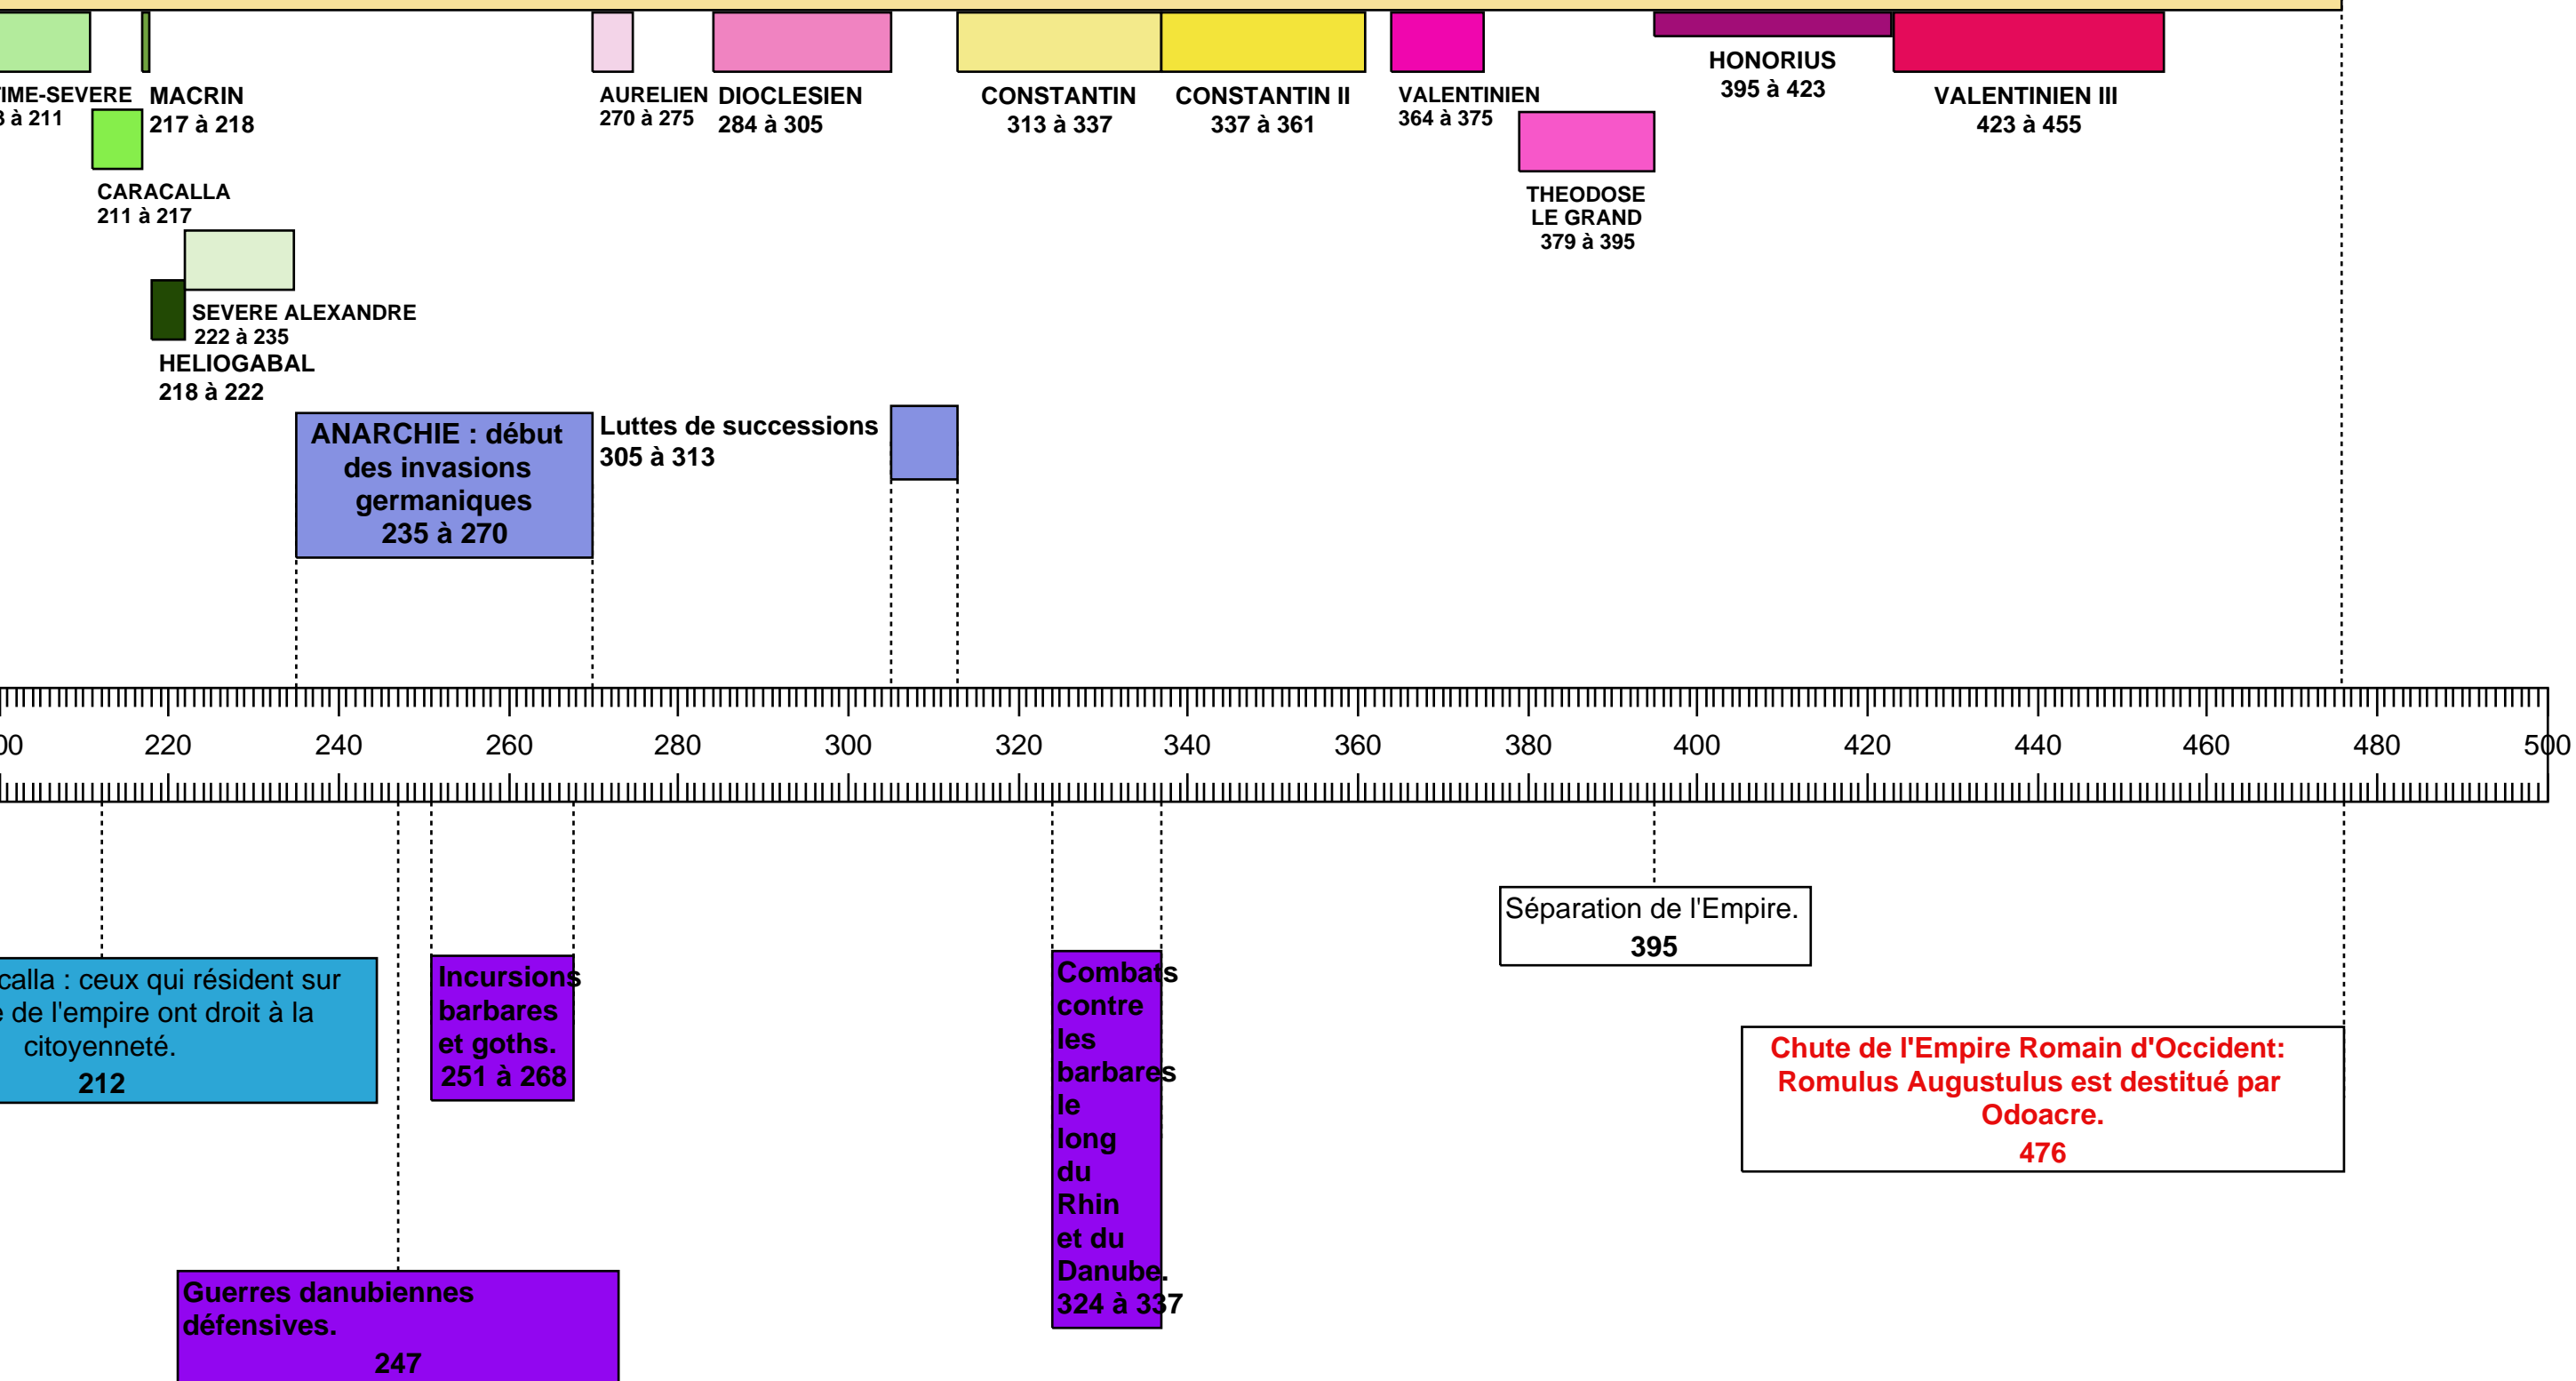 TIME-SEVERE
à 211
MACRIN
217 à 218
AURELIEN
270 à 275
DIOCLESIEN
284 à 305
CONSTANTIN
313 à 337
CONSTANTIN II
337 à 361
VALENTINIEN
364 à 375
HONORIUS
395 à 423
VALENTINIEN III
423 à 455
CARACALLA
211 à 217
THEODOSE
LE GRAND
379 à 395
SEVERE ALEXANDRE
222 à 235
HELIOGABAL
218 à 222
ANARCHIE : début
des invasions
germaniques
235 à 270
Luttes de successions
305 à 313
00 220 240 260 280 300 320 340 360 380 400 420 440 460 480 500
Séparation de l'Empire.
395
calla : ceux qui résident sur
de l'empire ont droit à la
citoyenneté.
212
Incursions
barbares
et goths.
251 à 268
Combats
contre
les
barbares
le
long
du
Rhin
et du
Danube.
324 à 337
Chute de l'Empire Romain d'Occident:
Romulus Augustulus est destitué par
Odoacre.
476
Guerres danubiennes
défensives.
247